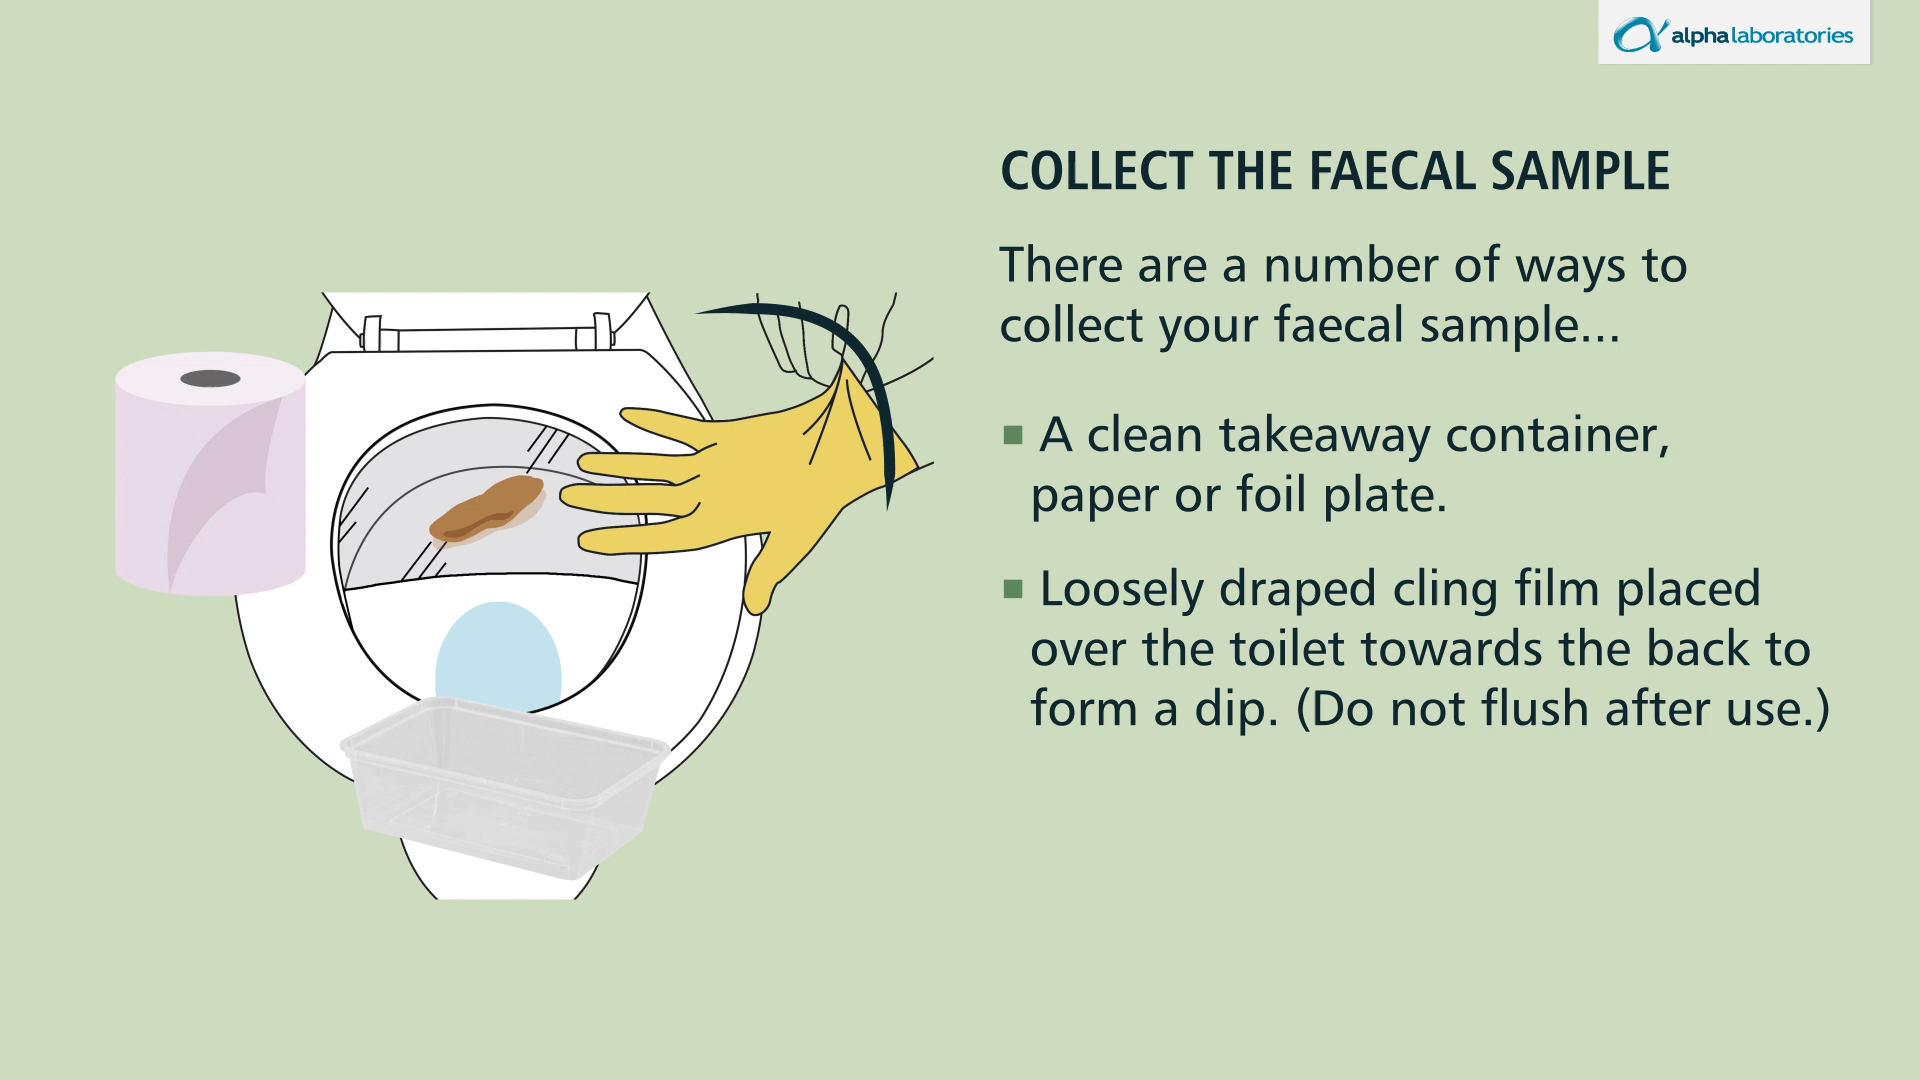 alphalaboratories
COLLECT THE FAECAL SAMPLE
There are a number of ways to
collect your faecal sample...
▪ A clean takeaway container,
paper or foil plate.
▪ Loosely draped cling film placed
over the toilet towards the back to
form a dip. (Do not flush after use.)